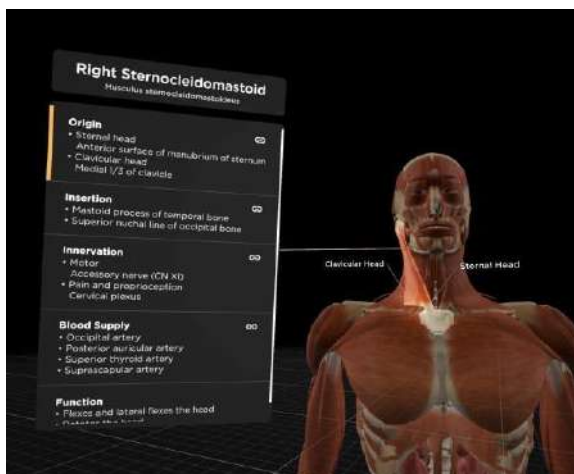 Right Sternocleidomastoid
Musculus sternocleidomastoideus
Origin
• Sternal head
Anterior surface of manubrium of sternum
• Clavicular head
Medial 1/3 of clavicle
Insertion
• Mastoid process of temporal bone
• Superior nuchal line of occipital bone
Innervation
• Motor
Accessory nerve (CN XI)
• Pain and proprioception
Cervical plexus
Blood Supply
• Occipital artery
• Posterior auricular artery
• Superior thyroid artery
• Suprascapular artery
Function
• Flexes and lateral flexes the head
• Rotates the head
Clavicular Head
Sternal Head